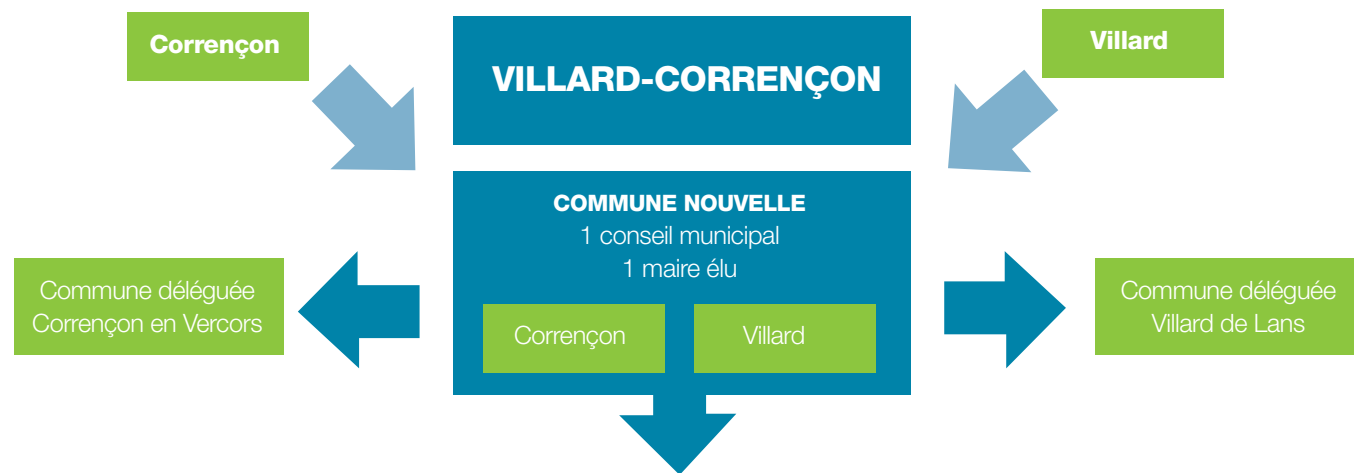 Corrençon
VILLARD-CORRENÇON
Villard
COMMUNE NOUVELLE
1 conseil municipal
1 maire élu
Corrençon
Villard
Commune déléguée
Corrençon en Vercors
Commune déléguée
Villard de Lans